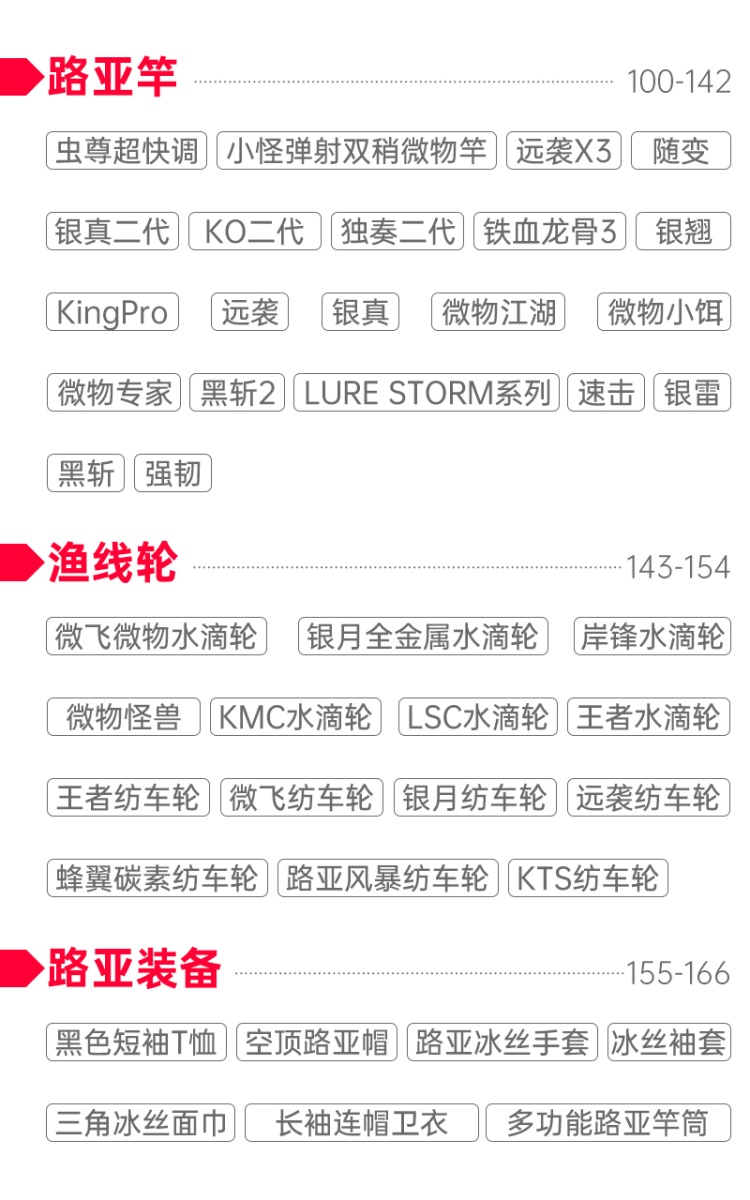 路亚竿 100-142
虫尊超快调 小怪弹射双稍微物竿 远袭X3 随变
银真二代 KO二代 独奏二代 铁血龙骨3 银翘
KingPro 远袭 银真 微物江湖 微物小饵
微物专家 黑斩2 LURE STORM系列 速击 银雷
黑斩 强韧
渔线轮 143-154
微飞微物水滴轮 银月全金属水滴轮 岸锋水滴轮
微物怪兽 KMC水滴轮 LSC水滴轮 王者水滴轮
王者纺车轮 微飞纺车轮 银月纺车轮 远袭纺车轮
蜂翼碳素纺车轮 路亚风暴纺车轮 KTS纺车轮
路亚装备 155-166
黑色短袖T恤 空顶路亚帽 路亚冰丝手套 冰丝袖套
三角冰丝面巾 长袖连帽卫衣 多功能路亚竿筒